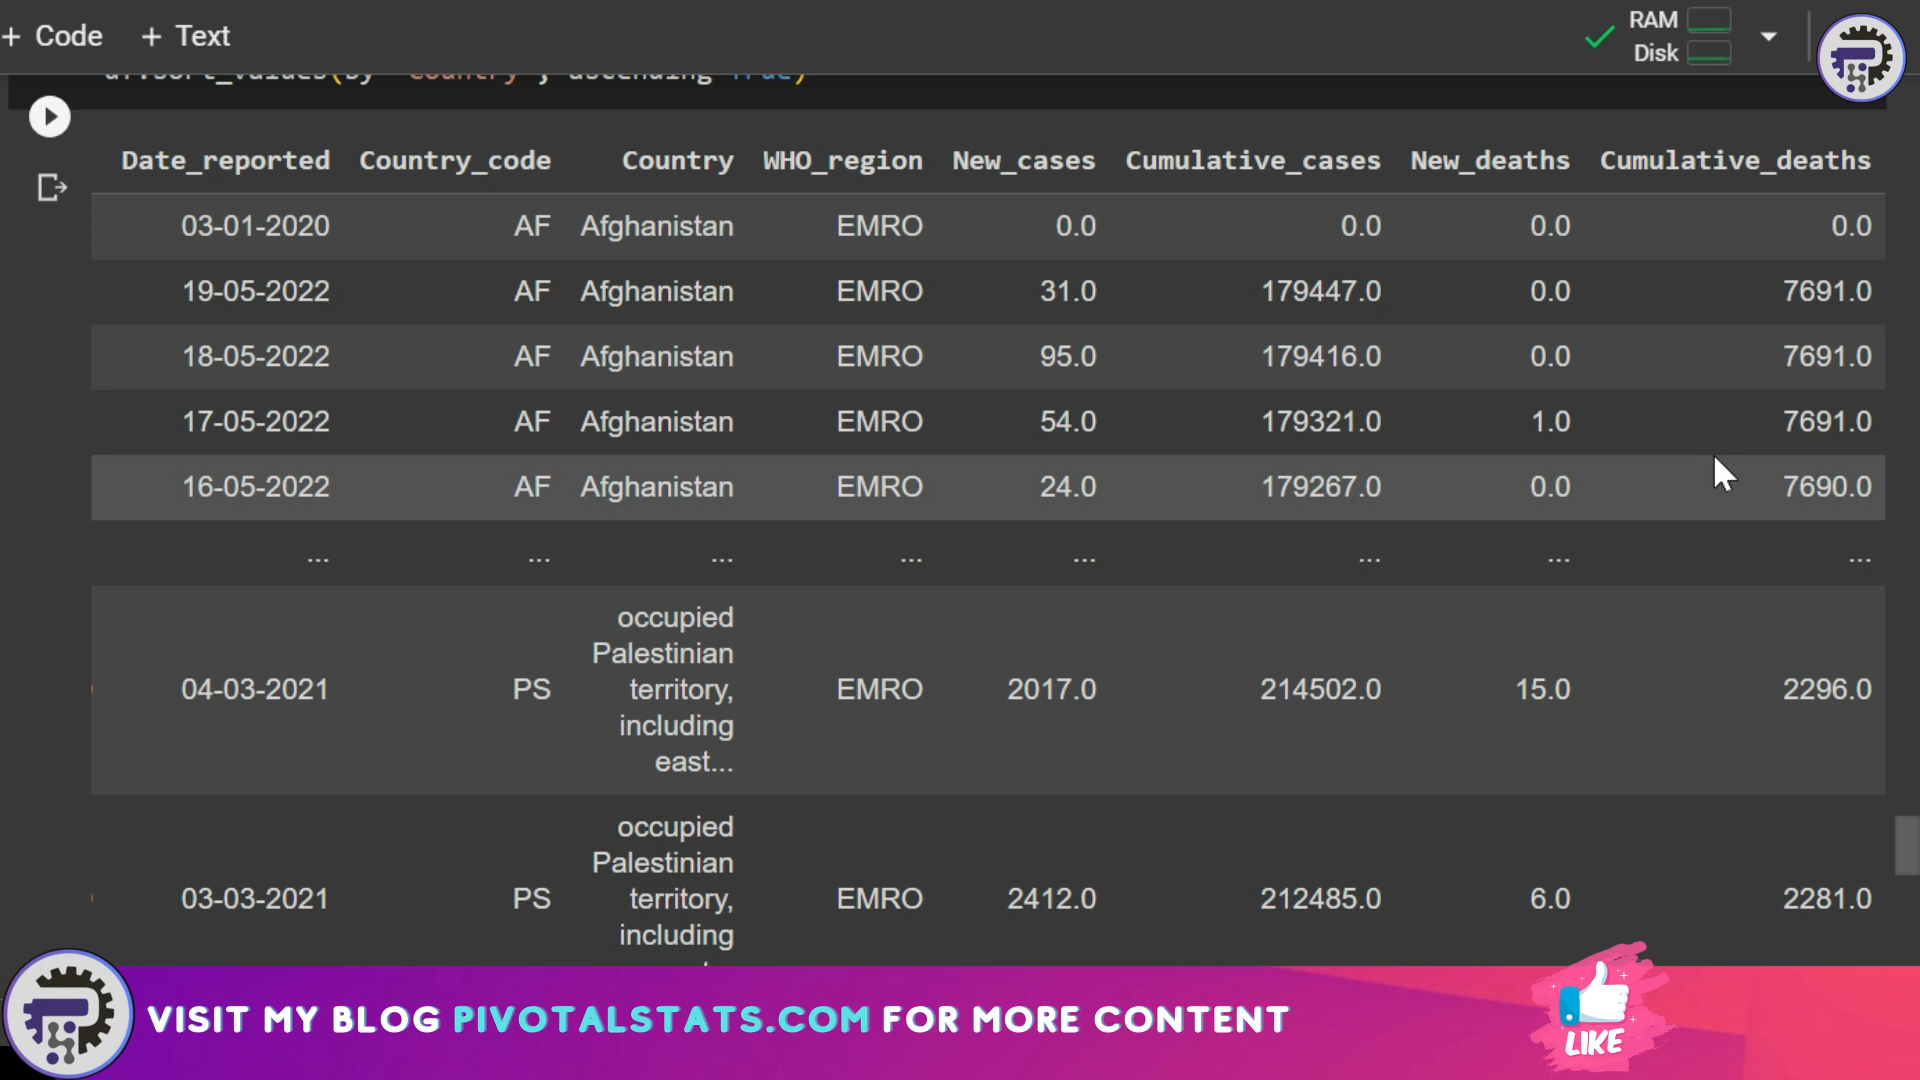 + Code + Text
RAM
Disk
df.sort_values(by="Country", ascending=True)
Date_reported Country_code Country WHO_region New_cases Cumulative_cases New_deaths Cumulative_deaths
03-01-2020 AF Afghanistan EMRO 0.0 0.0 0.0 0.0
19-05-2022 AF Afghanistan EMRO 31.0 179447.0 0.0 7691.0
18-05-2022 AF Afghanistan EMRO 95.0 179416.0 0.0 7691.0
17-05-2022 AF Afghanistan EMRO 54.0 179321.0 1.0 7691.0
16-05-2022 AF Afghanistan EMRO 24.0 179267.0 0.0 7690.0
... ... ... ... ... ... ... ...
occupied
Palestinian
04-03-2021 PS territory, EMRO 2017.0 214502.0 15.0 2296.0
including
east...
occupied
Palestinian
03-03-2021 PS territory, EMRO 2412.0 212485.0 6.0 2281.0
including
VISIT MY BLOG PIVOTALSTATS.COM FOR MORE CONTENT
LIKE